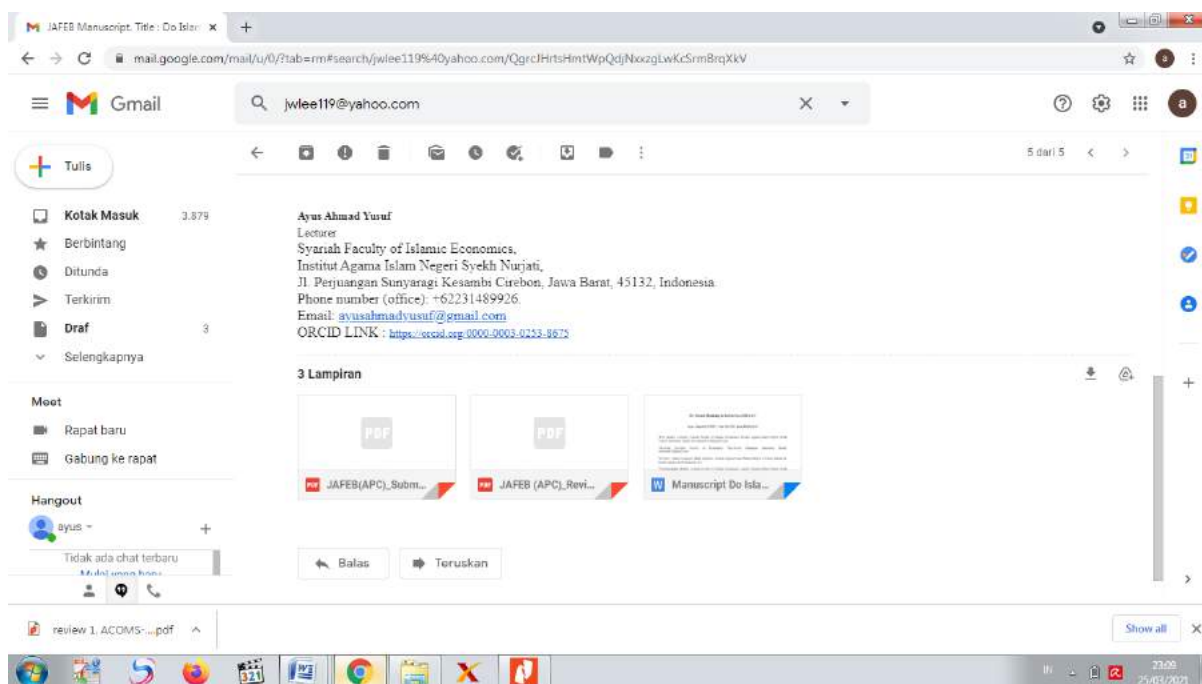 JAFEB Manuscript. Title : Do Islam
mail.google.com/mail/u/0/?tab=rm#search/jwlee119%40yahoo.com/QgrcJHrtsHmtWpQdjNxxzgLwKcSrmBrqXkV
Gmail
jwlee119@yahoo.com
a
Tulis
5 dari 5
Kotak Masuk 3.879
Berbintang
Ditunda
Terkirim
Draf 3
Selengkapnya
Meet
Rapat baru
Gabung ke rapat
Hangout
ayus
Tidak ada chat terbaru
Ayus Ahmad Yusuf
Lecturer
Syariah Faculty of Islamic Economics,
Institut Agama Islam Negeri Syekh Nurjati,
Jl. Perjuangan Sunyaragi Kesambi Cirebon, Jawa Barat, 45132, Indonesia.
Phone number (office): +62231489926.
Email: ayusahmadyusuf@gmail.com
ORCID LINK : https://orcid.org/0000-0003-0253-8675
3 Lampiran
PDF
PDF
JAFEB(APC)_Subm...
JAFEB (APC)_Revi...
W Manuscript Do Isla...
Balas
Teruskan
review 1. ACOMS-....pdf
Show all
IN
23:09
25/03/2021